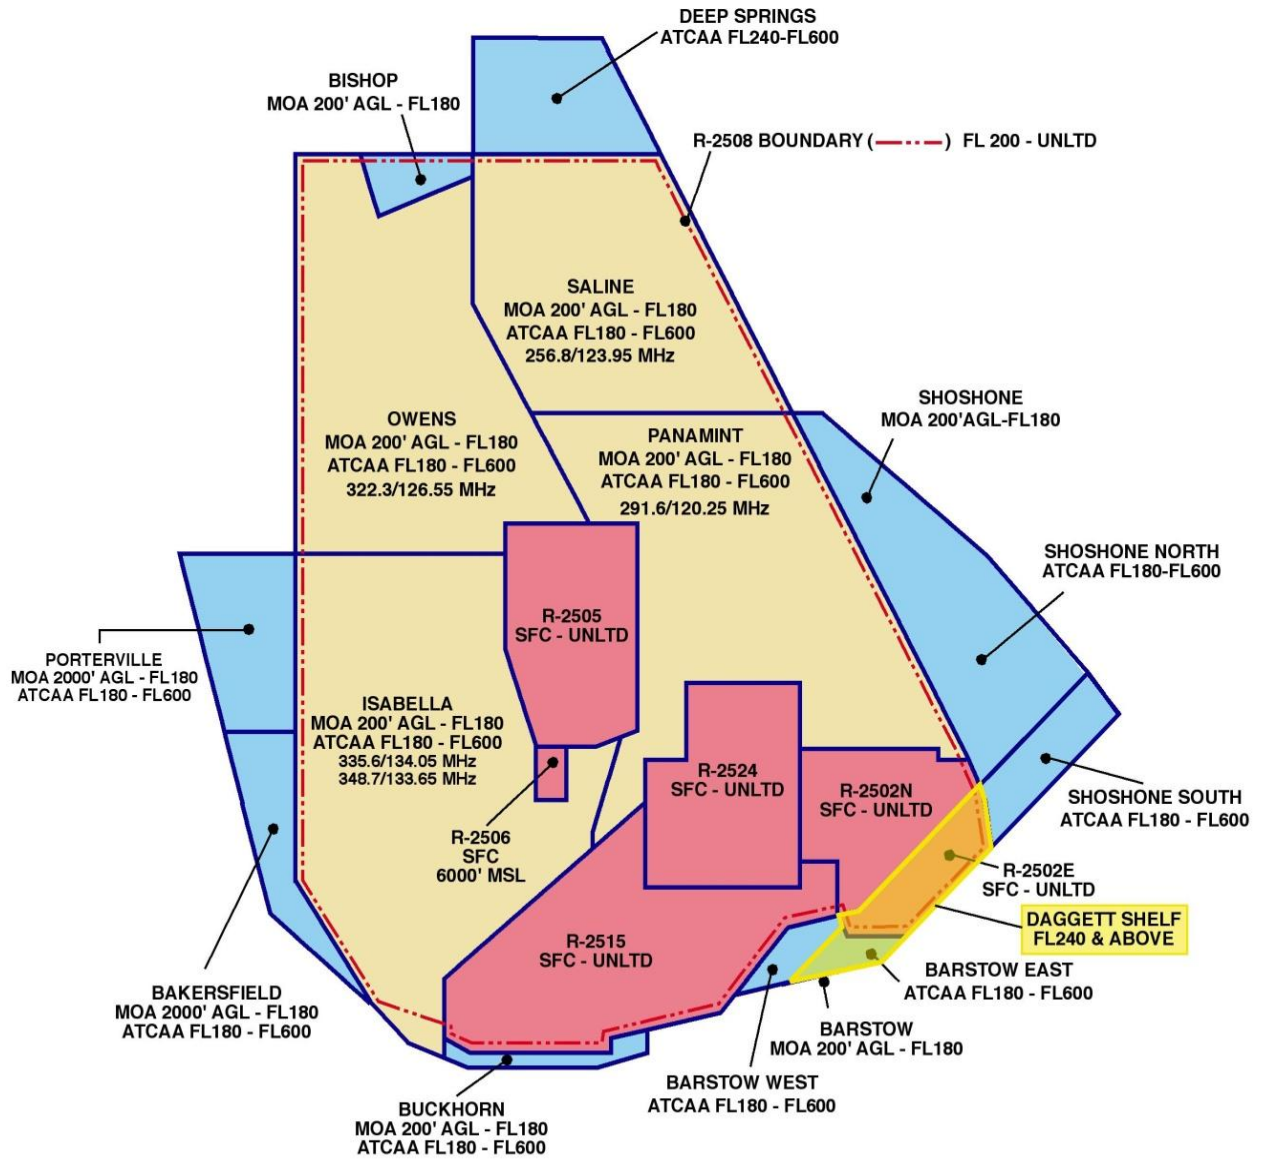 DEEP SPRINGS
ATCAA FL240-FL600
BISHOP
MOA 200' AGL - FL180
R-2508 BOUNDARY ( ) FL 200 - UNLTD
SALINE
MOA 200' AGL - FL180
ATCAA FL180 - FL600
256.8/123.95 MHz
SHOSHONE
MOA 200'AGL-FL180
OWENS
MOA 200' AGL - FL180
ATCAA FL180 - FL600
322.3/126.55 MHz
PANAMINT
MOA 200' AGL - FL180
ATCAA FL180 - FL600
291.6/120.25 MHz
SHOSHONE NORTH
ATCAA FL180-FL600
R-2505
SFC - UNLTD
PORTERVILLE
MOA 2000' AGL - FL180
ATCAA FL180 - FL600
ISABELLA
MOA 200' AGL - FL180
ATCAA FL180 - FL600
335.6/134.05 MHz
348.7/133.65 MHz
R-2524
SFC - UNLTD
R-2502N
SFC - UNLTD
SHOSHONE SOUTH
ATCAA FL180 - FL600
R-2506
SFC
6000' MSL
R-2502E
SFC - UNLTD
DAGGETT SHELF
FL240 & ABOVE
R-2515
SFC - UNLTD
BARSTOW EAST
ATCAA FL180 - FL600
BAKERSFIELD
MOA 2000' AGL - FL180
ATCAA FL180 - FL600
BARSTOW
MOA 200' AGL - FL180
BARSTOW WEST
ATCAA FL180 - FL600
BUCKHORN
MOA 200' AGL - FL180
ATCAA FL180 - FL600